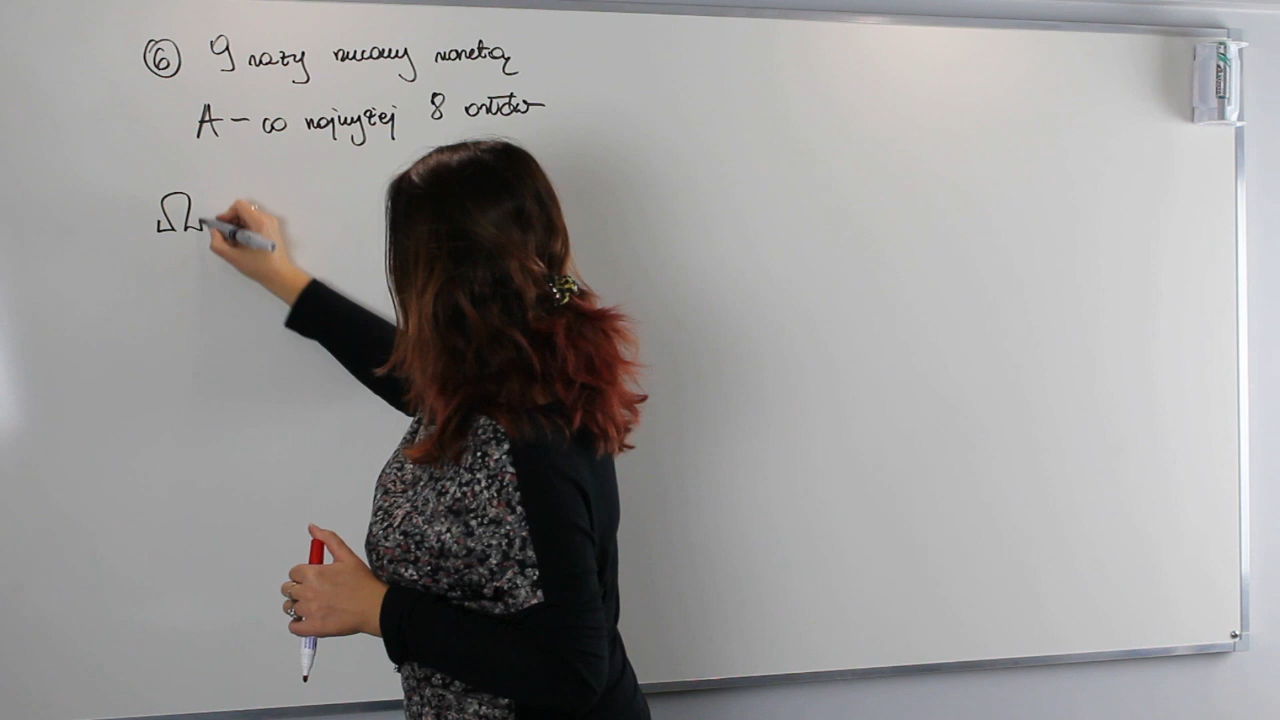 ⑥ 9 razy rzucamy monetą
A - co najwyżej 8 orłów
Ω